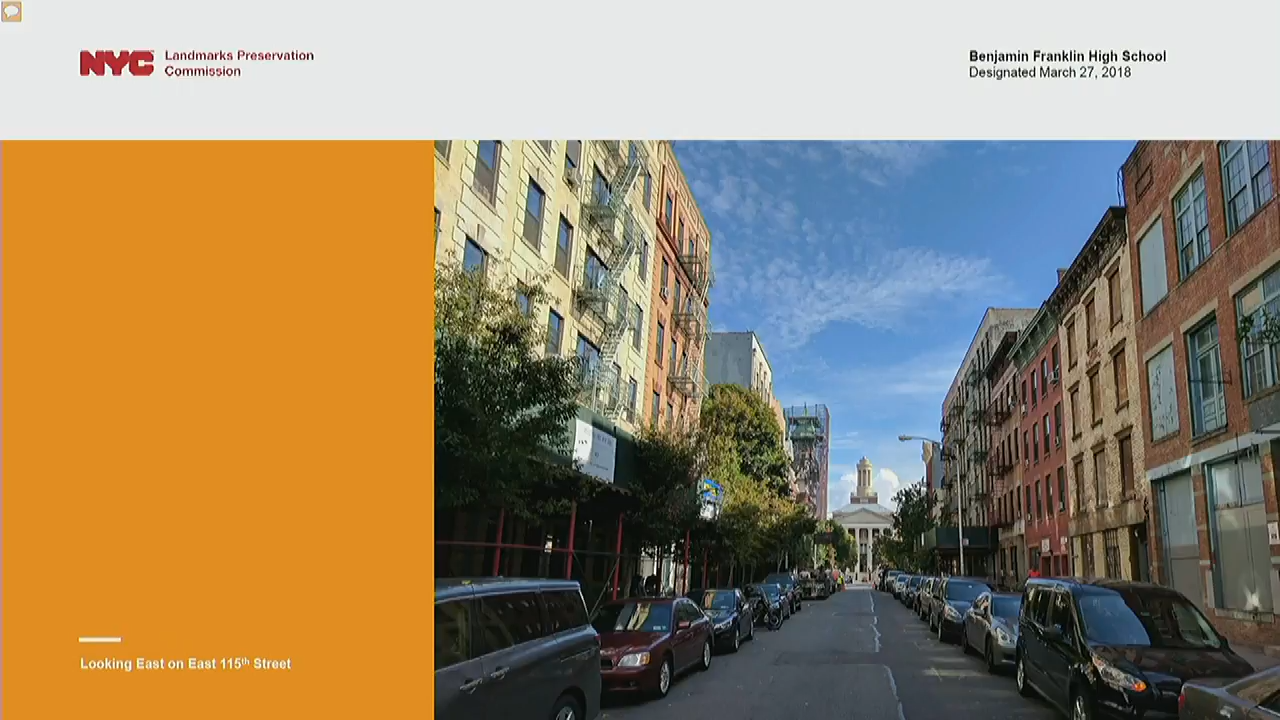 NYC
Landmarks Preservation
Commission
Benjamin Franklin High School
Designated March 27, 2018
Looking East on East 115th Street